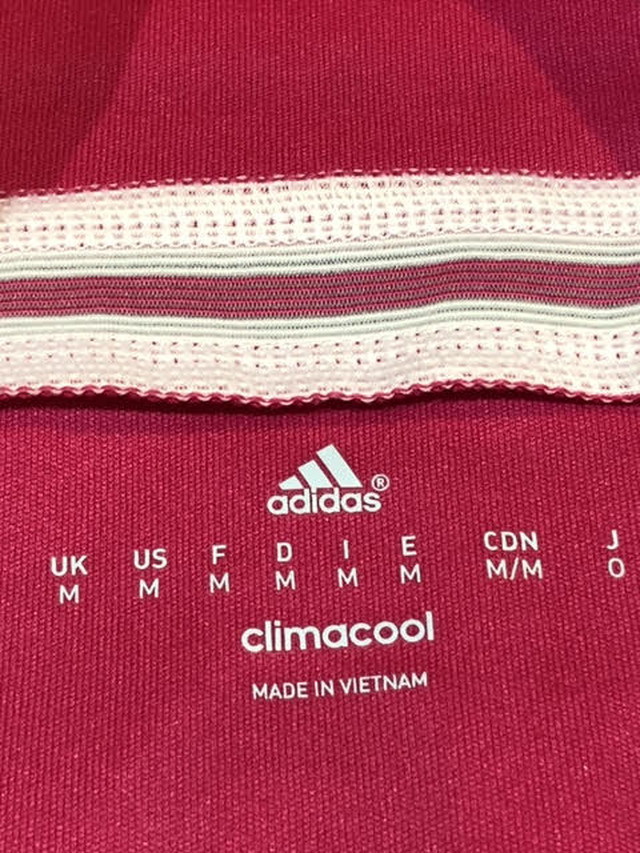 adidas®
UK US F D I E CDN J
M M M M M M M/M O
climacool
MADE IN VIETNAM